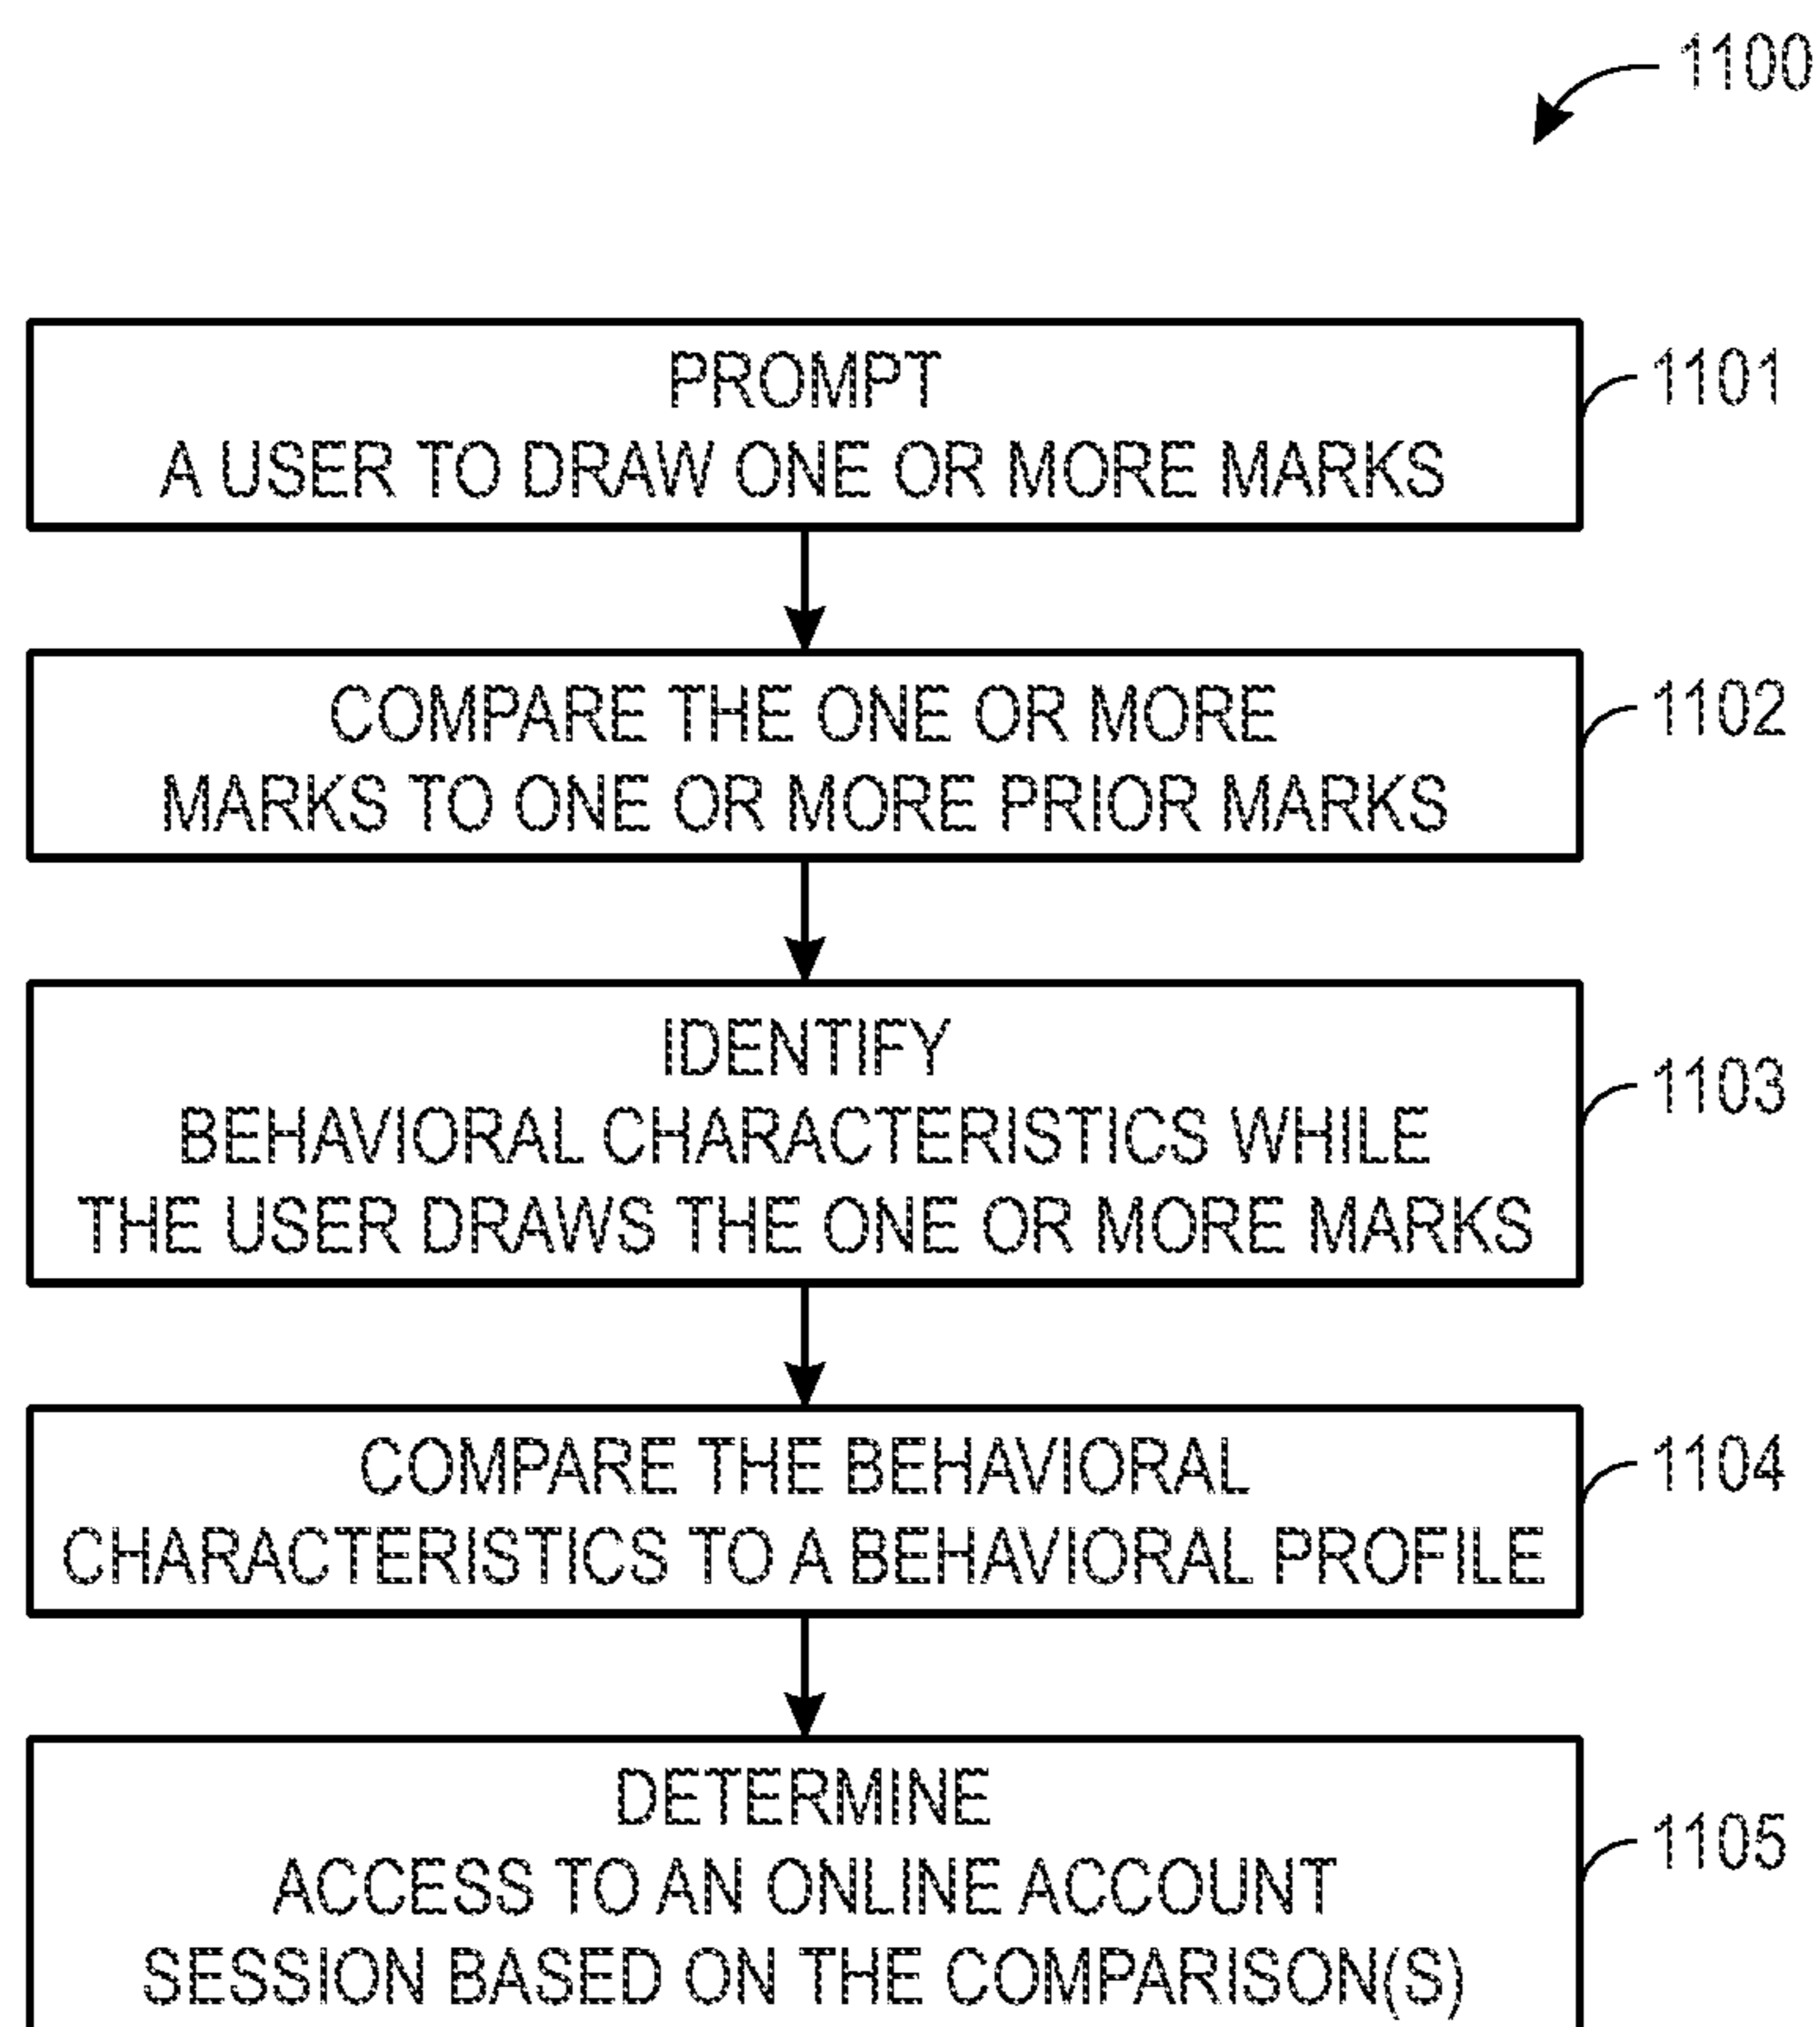 1100
PROMPT
A USER TO DRAW ONE OR MORE MARKS
1101
COMPARE THE ONE OR MORE
MARKS TO ONE OR MORE PRIOR MARKS
1102
IDENTIFY
BEHAVIORAL CHARACTERISTICS WHILE
THE USER DRAWS THE ONE OR MORE MARKS
1103
COMPARE THE BEHAVIORAL
CHARACTERISTICS TO A BEHAVIORAL PROFILE
1104
DETERMINE
ACCESS TO AN ONLINE ACCOUNT
SESSION BASED ON THE COMPARISON(S)
1105